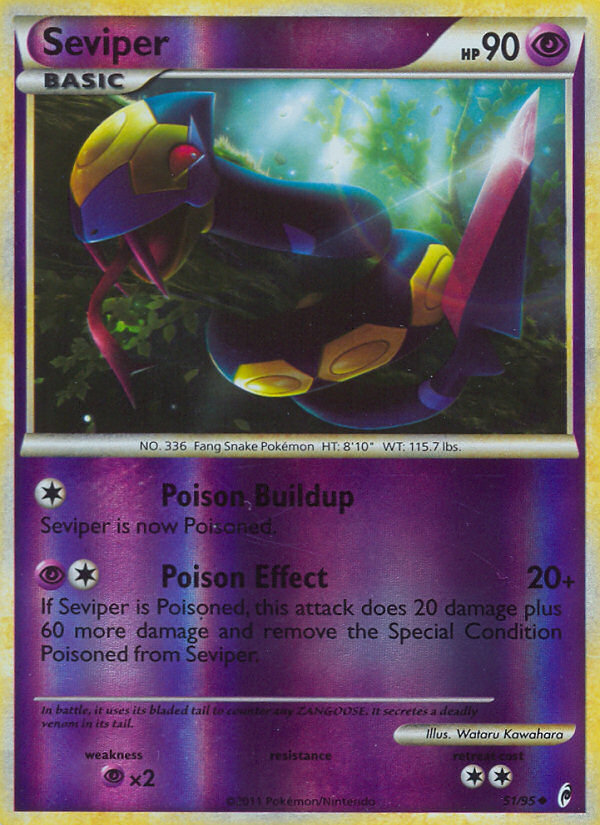 Seviper
HP 90
BASIC
NO. 336 Fang Snake Pokémon HT: 8'10" WT: 115.7 lbs.
Poison Buildup
Seviper is now Poisoned.
Poison Effect 20+
If Seviper is Poisoned, this attack does 20 damage plus
60 more damage and remove the Special Condition
Poisoned from Seviper.
In battle, it uses its bladed tail to counter any ZANGOOSE. It secretes a deadly
venom in its tail.
Illus. Wataru Kawahara
weakness resistance retreat cost
×2
©2011 Pokémon/Nintendo 51/95